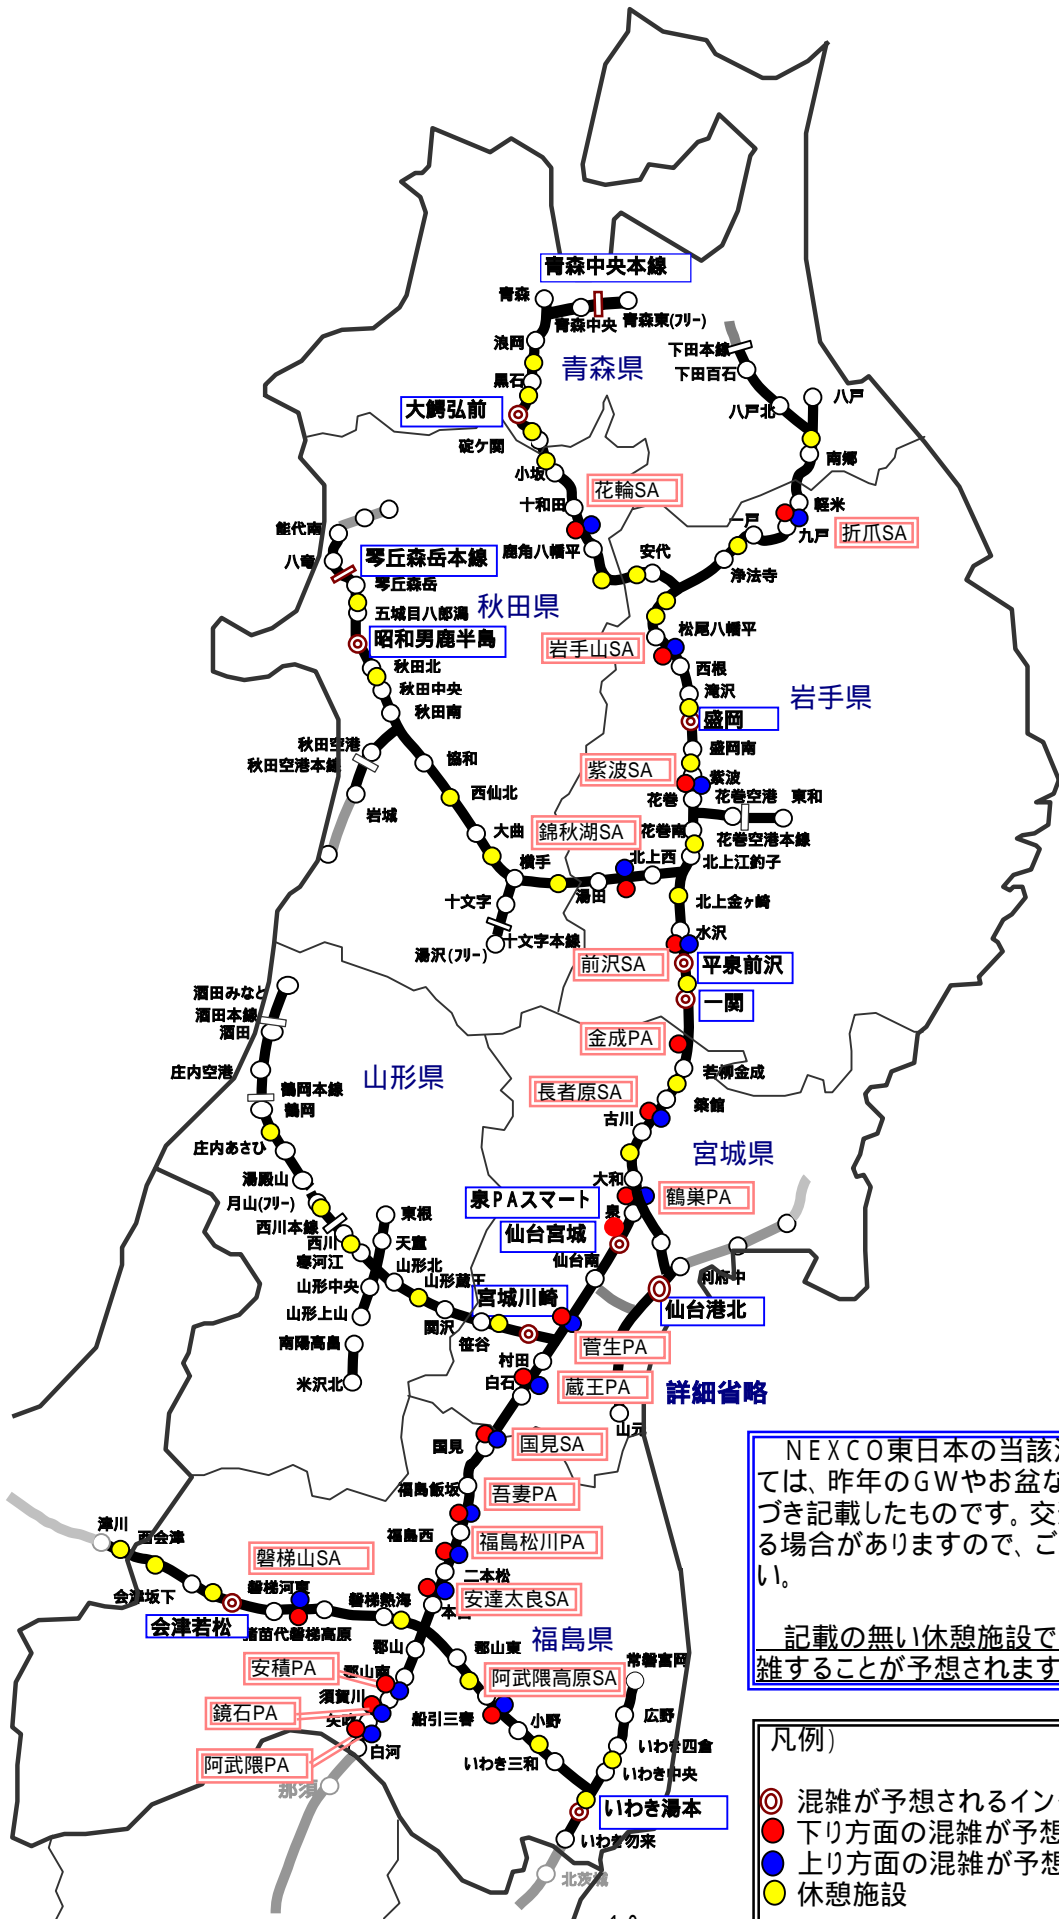 青森中央本線
青森
青森中央
青森東(フリー)
浪岡
下田本線
青森県
下田百石
黒石
八戸
大鰐弘前
八戸北
碇ケ関
南郷
小坂
花輪SA
十和田
軽米
一戸
九戸
折爪SA
能代南
鹿角八幡平
安代
浄法寺
八竜
琴丘森岳本線
琴丘森岳
秋田県
五城目八郎潟
昭和男鹿半島
松尾八幡平
岩手山SA
西根
秋田北
秋田中央
滝沢
岩手県
秋田南
盛岡
秋田空港
盛岡南
秋田空港本線
協和
紫波SA
紫波
西仙北
花巻
花巻空港
東和
岩城
大曲
錦秋湖SA
花巻南
花巻空港本線
横手
北上西
北上江釣子
湯田
十文字
北上金ヶ崎
水沢
十文字本線
湯沢(フリー)
前沢SA
平泉前沢
酒田みなと
一関
酒田本線
酒田
金成PA
庄内空港
山形県
若柳金成
鶴岡本線
長者原SA
鶴岡
築館
古川
庄内あさひ
宮城県
湯殿山
大和
月山(フリー)
泉PAスマート
鶴巣PA
西川本線
東根
泉
西川
天童
仙台宮城
寒河江
山形北
仙台南
利府中
山形中央
山形蔵王
宮城川崎
山形上山
関沢
仙台港北
笹谷
南陽高畠
菅生PA
村田
米沢北
白石
蔵王PA
詳細省略
山元
国見
国見SA
NEXCO東日本の当該
ては、昨年のGWやお盆な
福島飯坂
吾妻PA
づき記載したものです。交
津川
西会津
福島西
福島松川PA
る場合がありますので、ご
磐梯山SA
い。
二本松
会津坂下
磐梯河東
磐梯熱海
安達太良SA
本宮
会津若松
猪苗代磐梯高原
福島県
記載の無い休憩施設で
郡山
郡山東
安積PA
郡山南
常磐富岡
雑することが予想されます
阿武隈高原SA
須賀川
鏡石PA
矢吹
船引三春
小野
広野
白河
いわき四倉
阿武隈PA
いわき三和
いわき中央
凡例)
那須
いわき湯本
混雑が予想されるイン
下り方面の混雑が予想
いわき勿来
上り方面の混雑が予想
北茨城
休憩施設